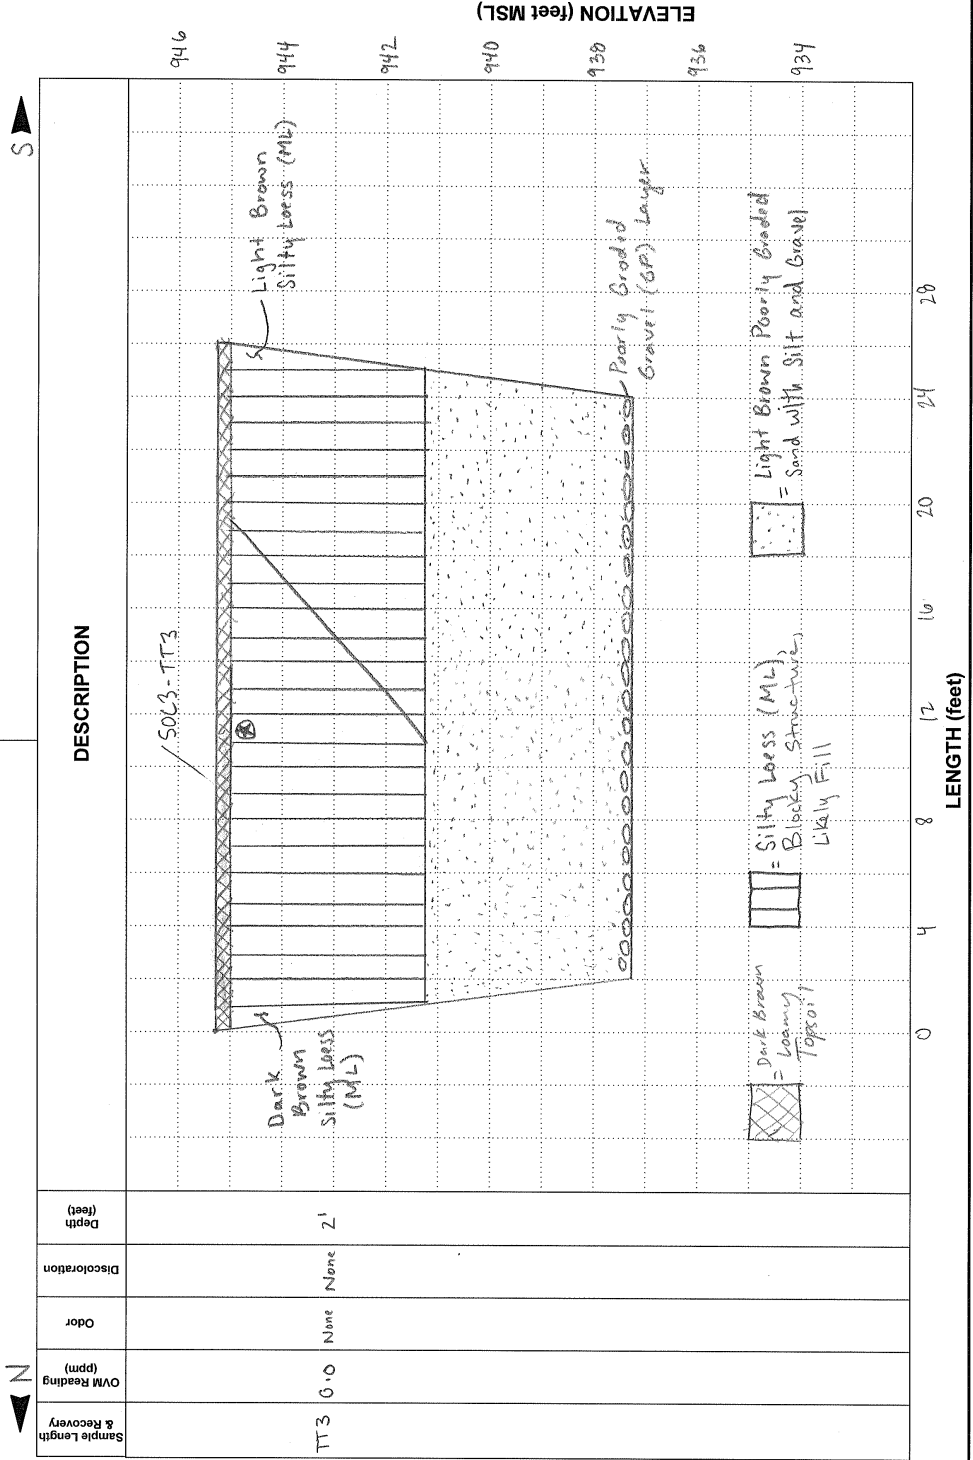 N
S
Sample Length
& Recovery
OVM Reading
(ppm)
Odor
Discoloration
Depth
(feet)
DESCRIPTION
TT3
0.0
None
None
2'
SOC3-TT3
Dark
Brown
Silty Loess
(ML)
Light Brown
Silty Loess (ML)
Poorly Graded
Gravel (GP) Layer
= Dark Brown
Loamy
Topsoil
= Silty Loess (ML),
Blocky Structure,
Likely Fill
= Light Brown Poorly Graded
Sand with Silt and Gravel
946
944
942
940
938
936
934
ELEVATION (feet MSL)
0
4
8
12
16
20
24
28
LENGTH (feet)